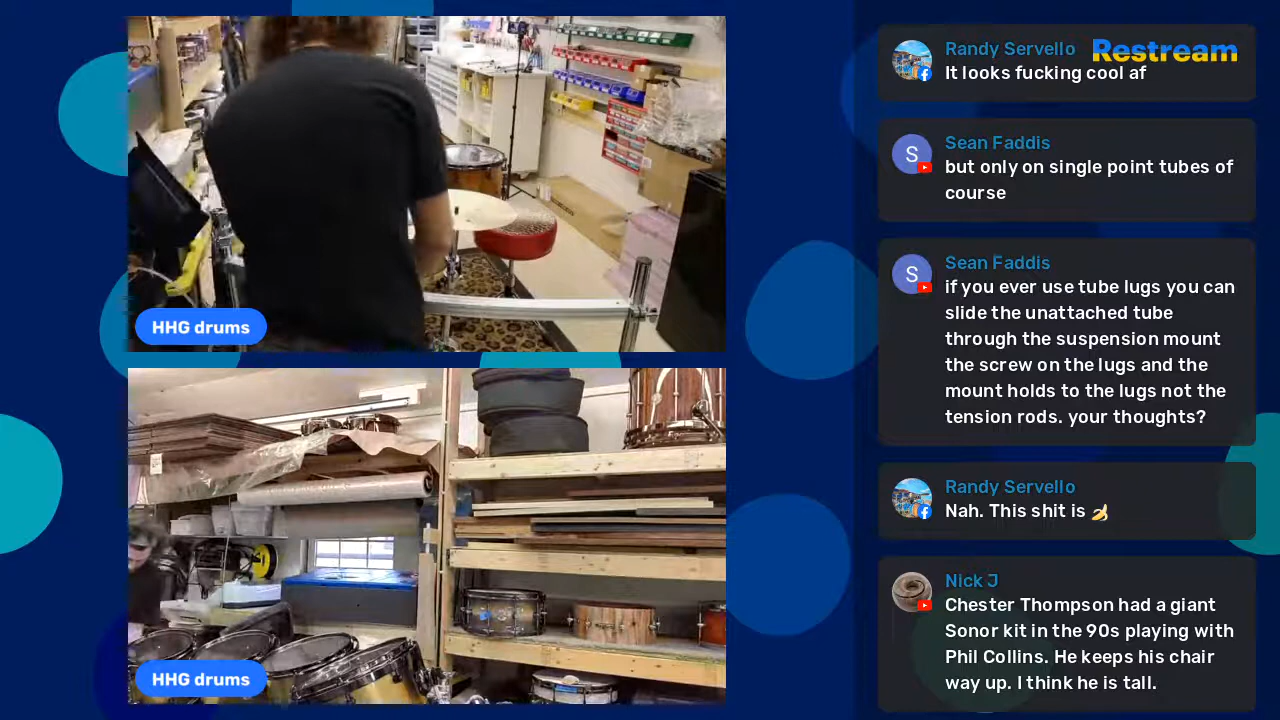 HHG drums
HHG drums
Restream
Randy Servello
It looks fucking cool af
S
Sean Faddis
but only on single point tubes of
course
S
Sean Faddis
if you ever use tube lugs you can
slide the unattached tube
through the suspension mount
the screw on the lugs and the
mount holds to the lugs not the
tension rods. your thoughts?
Randy Servello
Nah. This shit is 🍌
Nick J
Chester Thompson had a giant
Sonor kit in the 90s playing with
Phil Collins. He keeps his chair
way up. I think he is tall.